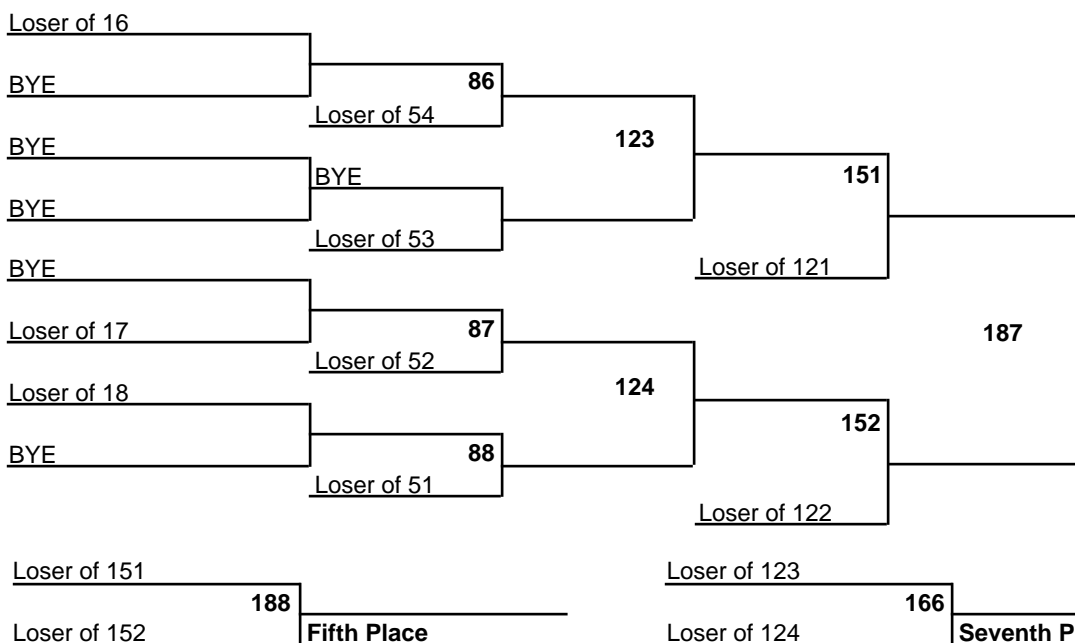 Loser of 16
BYE
86
Loser of 54
BYE
123
BYE
151
BYE
Loser of 53
BYE
Loser of 121
Loser of 17
87
187
Loser of 52
Loser of 18
124
152
BYE
88
Loser of 51
Loser of 122
Loser of 151
Loser of 123
188
166
Loser of 152
Fifth Place
Loser of 124
Seventh P